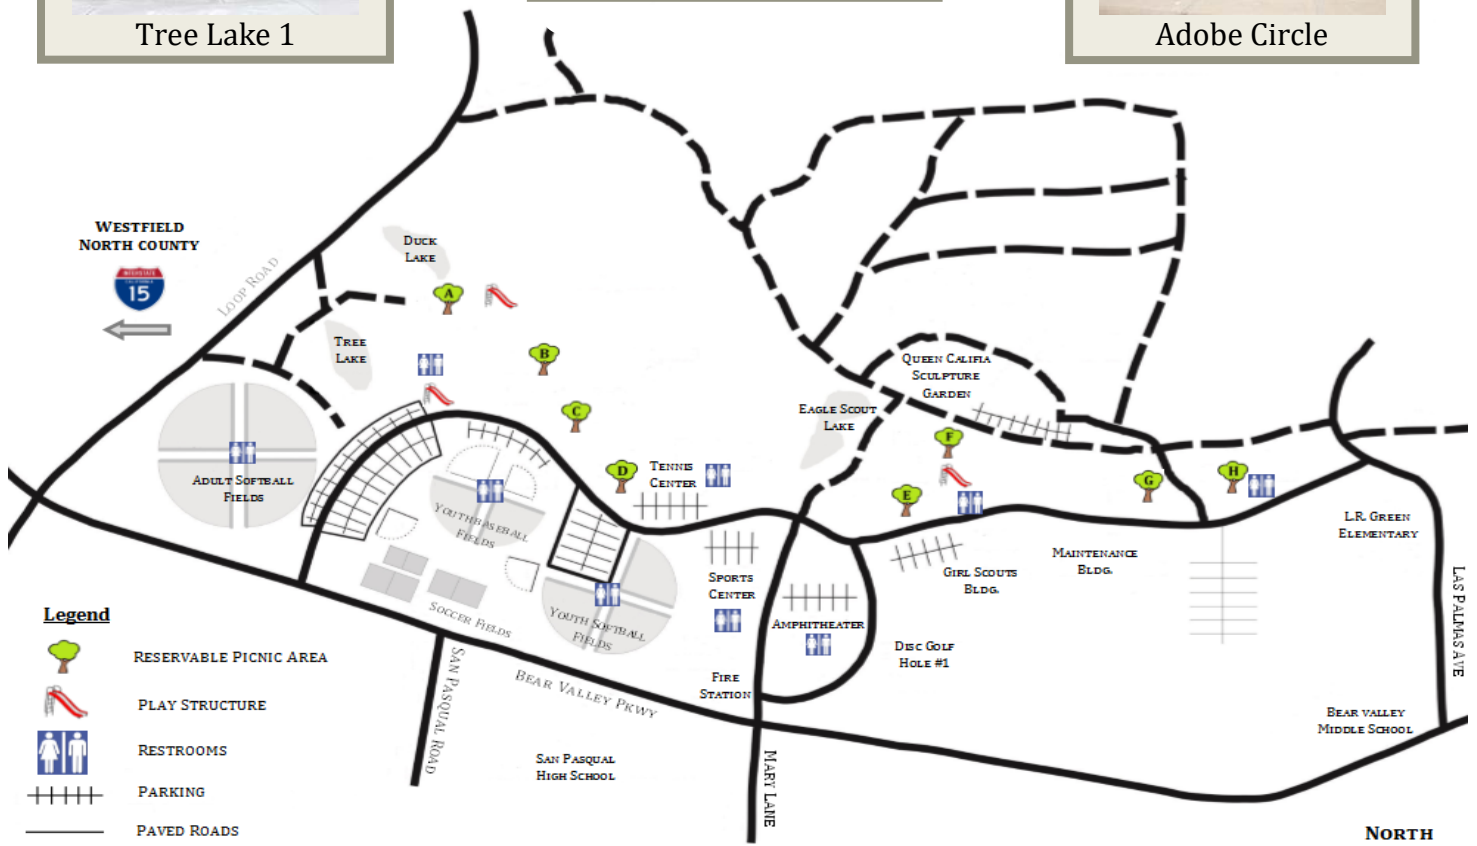 Tree Lake 1
Adobe Circle
WESTFIELD
NORTH COUNTY
INTERSTATE
CALIFORNIA
15
LOOP ROAD
DUCK
LAKE
A
TREE
LAKE
B
C
D
TENNIS
CENTER
EAGLE SCOUT
LAKE
QUEEN CALIFIA
SCULPTURE
GARDEN
F
E
G
H
ADULT SOFTBALL
FIELDS
YOUTH BASEBALL
FIELDS
SOCCER FIELDS
YOUTH SOFTBALL
FIELDS
SPORTS
CENTER
AMPHITHEATER
GIRL SCOUTS
BLDG.
MAINTENANCE
BLDG.
L.R. GREEN
ELEMENTARY
LAS PALMAS AVE
DISC GOLF
HOLE #1
FIRE
STATION
SAN PASQUAL ROAD
BEAR VALLEY PKWY
SAN PASQUAL
HIGH SCHOOL
MARY LANE
BEAR VALLEY
MIDDLE SCHOOL
NORTH
Legend
RESERVABLE PICNIC AREA
PLAY STRUCTURE
RESTROOMS
PARKING
PAVED ROADS